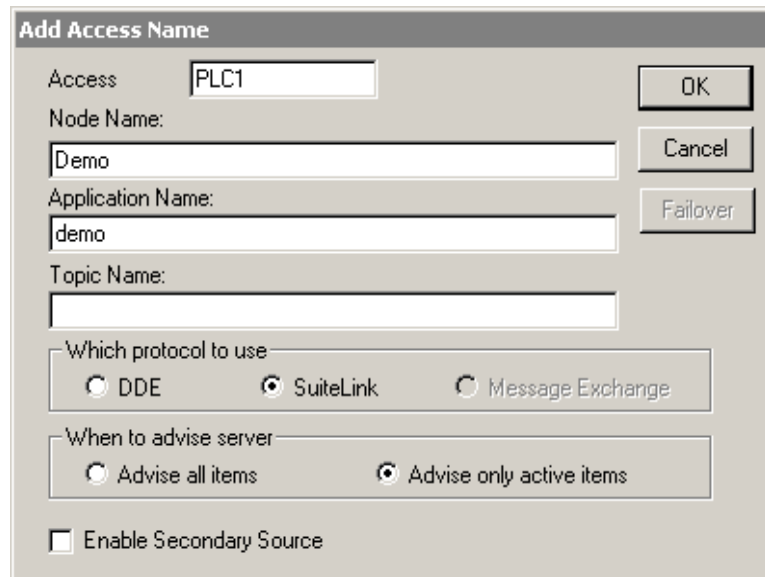 Add Access Name
Access PLC1
OK
Node Name:
Demo
Cancel
Application Name:
demo
Failover
Topic Name:
Which protocol to use
DDE SuiteLink Message Exchange
When to advise server
Advise all items Advise only active items
Enable Secondary Source